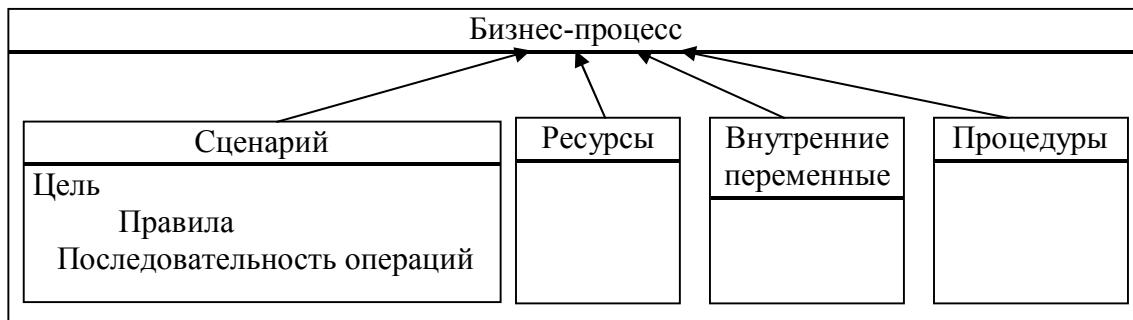 Бизнес-процесс
Сценарий
Цель
Правила
Последовательность операций
Ресурсы
Внутренние
переменные
Процедуры